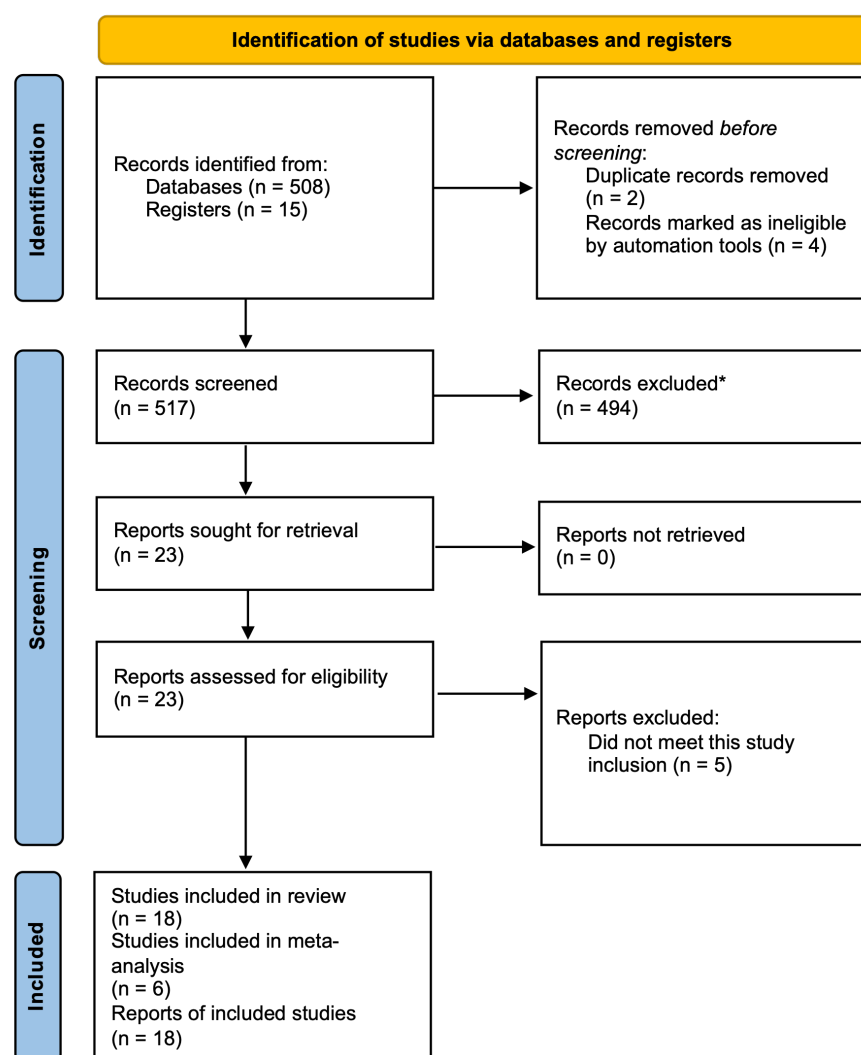 Identification of studies via databases and registers
Identification
Records identified from:
Databases (n = 508)
Registers (n = 15)
Records removed before
screening:
Duplicate records removed
(n = 2)
Records marked as ineligible
by automation tools (n = 4)
Screening
Records screened
(n = 517)
Records excluded*
(n = 494)
Reports sought for retrieval
(n = 23)
Reports not retrieved
(n = 0)
Reports assessed for eligibility
(n = 23)
Reports excluded:
Did not meet this study
inclusion (n = 5)
Included
Studies included in review
(n = 18)
Studies included in meta-
analysis
(n = 6)
Reports of included studies
(n = 18)